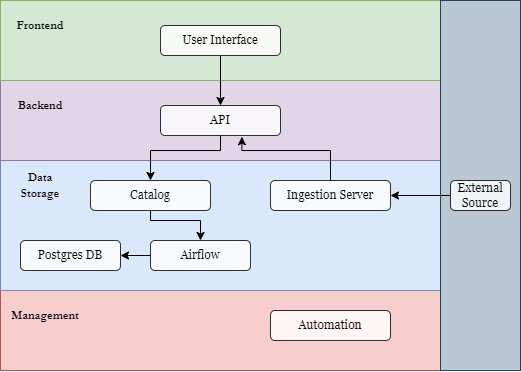 Frontend
User Interface
Backend
API
Data
Storage
Catalog
Ingestion Server
External
Source
Postgres DB
Airflow
Management
Automation